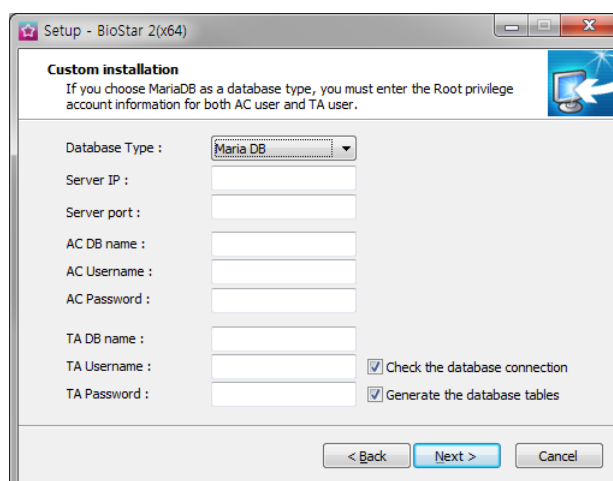 Setup - BioStar 2(x64)
Custom installation
If you choose MariaDB as a database type, you must enter the Root privilege
account information for both AC user and TA user.
Database Type : Maria DB
Server IP :
Server port :
AC DB name :
AC Username :
AC Password :
TA DB name :
TA Username : Check the database connection
TA Password : Generate the database tables
< Back Next > Cancel